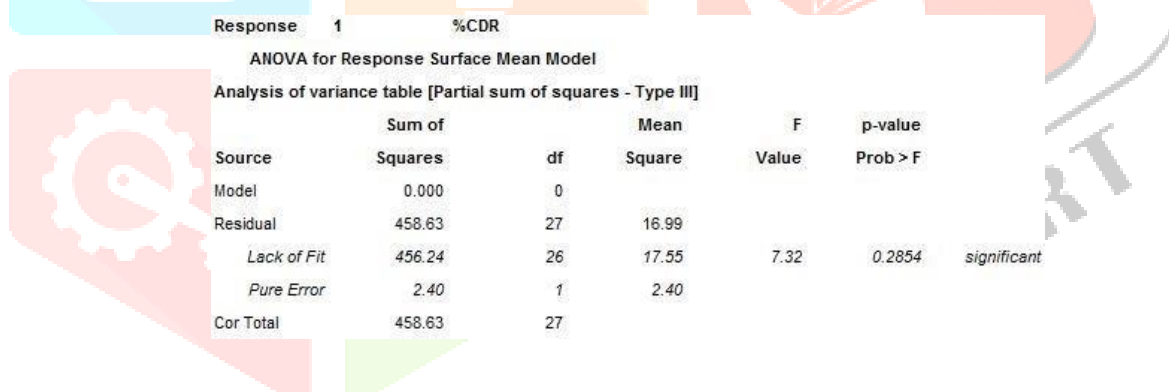 Response 1 %CDR
ANOVA for Response Surface Mean Model
Analysis of variance table [Partial sum of squares - Type III]
Sum of Mean F p-value
Source Squares df Square Value Prob > F
Model 0.000 0
Residual 458.63 27 16.99
Lack of Fit 456.24 26 17.55 7.32 0.2854 significant
Pure Error 2.40 1 2.40
Cor Total 458.63 27
RT